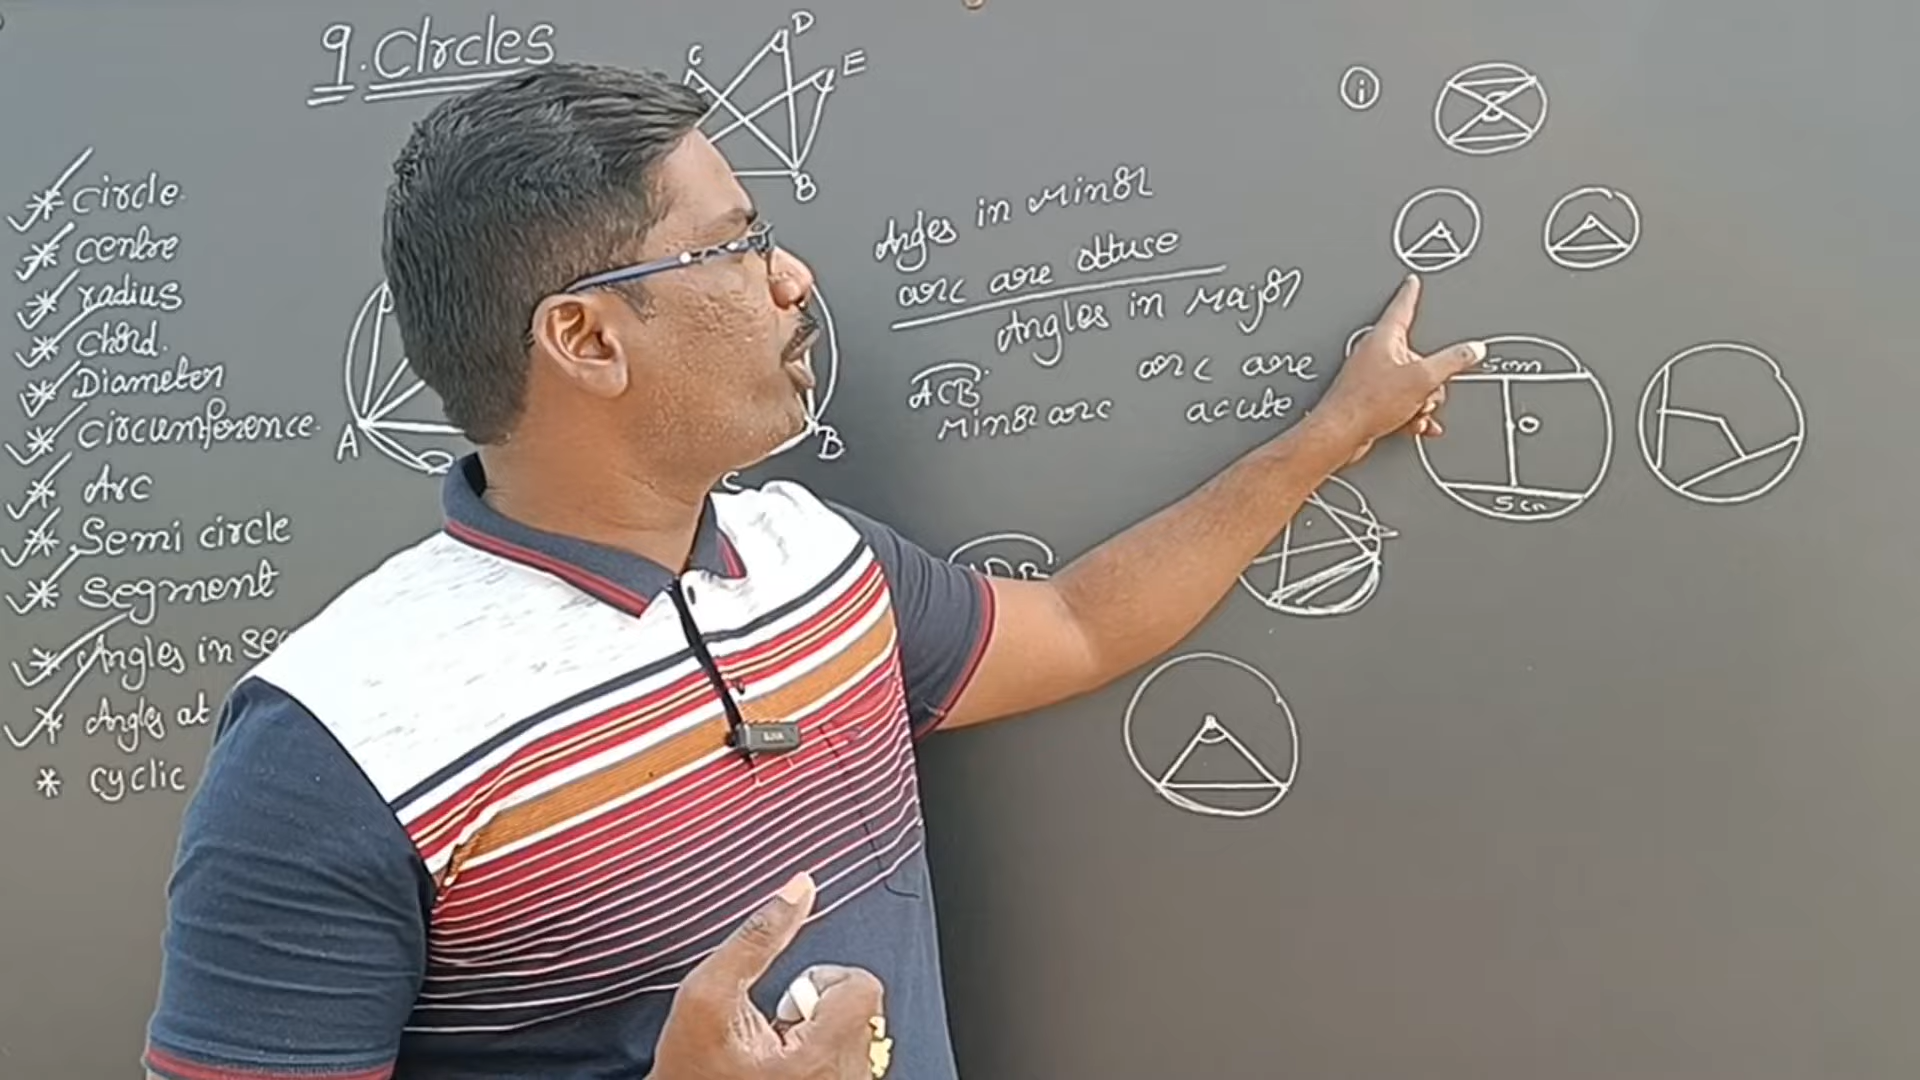 9. Circles
* Circle.
* Centre
* radius
* Chord.
* Diameter
* Circumference.
* Arc
* Semi circle
* Segment
* Angles in
* Angles at
* Cyclic
C
D
E
B
A
B
C
Angles in Minor
arc are obtuse
Angles in Major
arc are
acute.
ACB
Minor arc
i
5cm
O
5cm